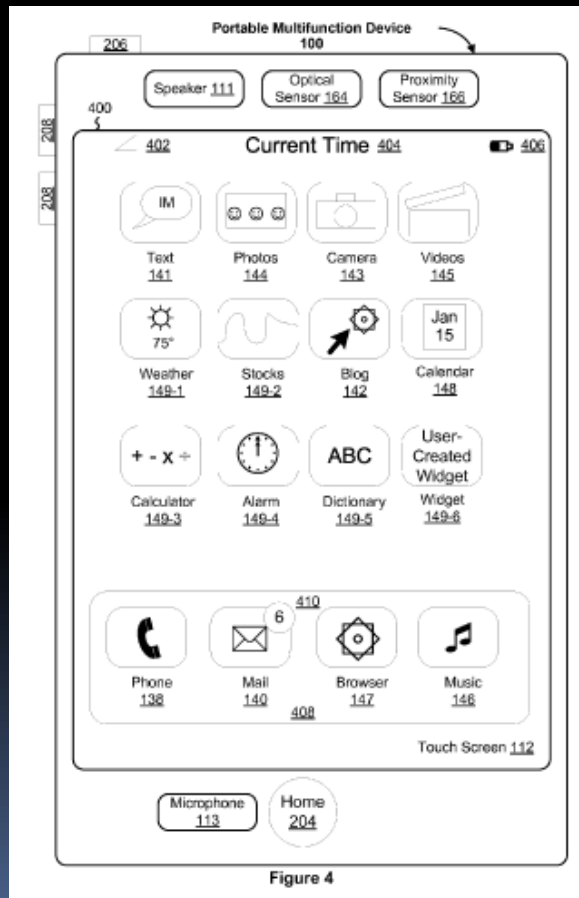 Portable Multifunction Device
100
206
Speaker 111
Optical
Sensor 164
Proximity
Sensor 166
400
208
208
402
Current Time 404
406
IM
Text
141
Photos
144
Camera
143
Videos
145
75°
Weather
149-1
Stocks
149-2
Blog
142
Jan
15
Calendar
148
+ - x ÷
Calculator
149-3
Alarm
149-4
ABC
Dictionary
149-5
User-
Created
Widget
Widget
149-6
410
6
Phone
138
Mail
140
Browser
147
Music
146
408
Touch Screen 112
Microphone
113
Home
204
Figure 4